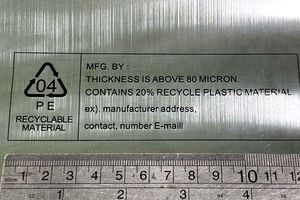 04
PE
RECYCLABLE
MATERIAL
MFG. BY :
THICKNESS IS ABOVE 80 MICRON.
CONTAINS 20% RECYCLE PLASTIC MATERIAL
ex). manufacturer address,
contact, number E-maill
1 2 3 4 5 6 7 8 9 10 11
1 2 3 4